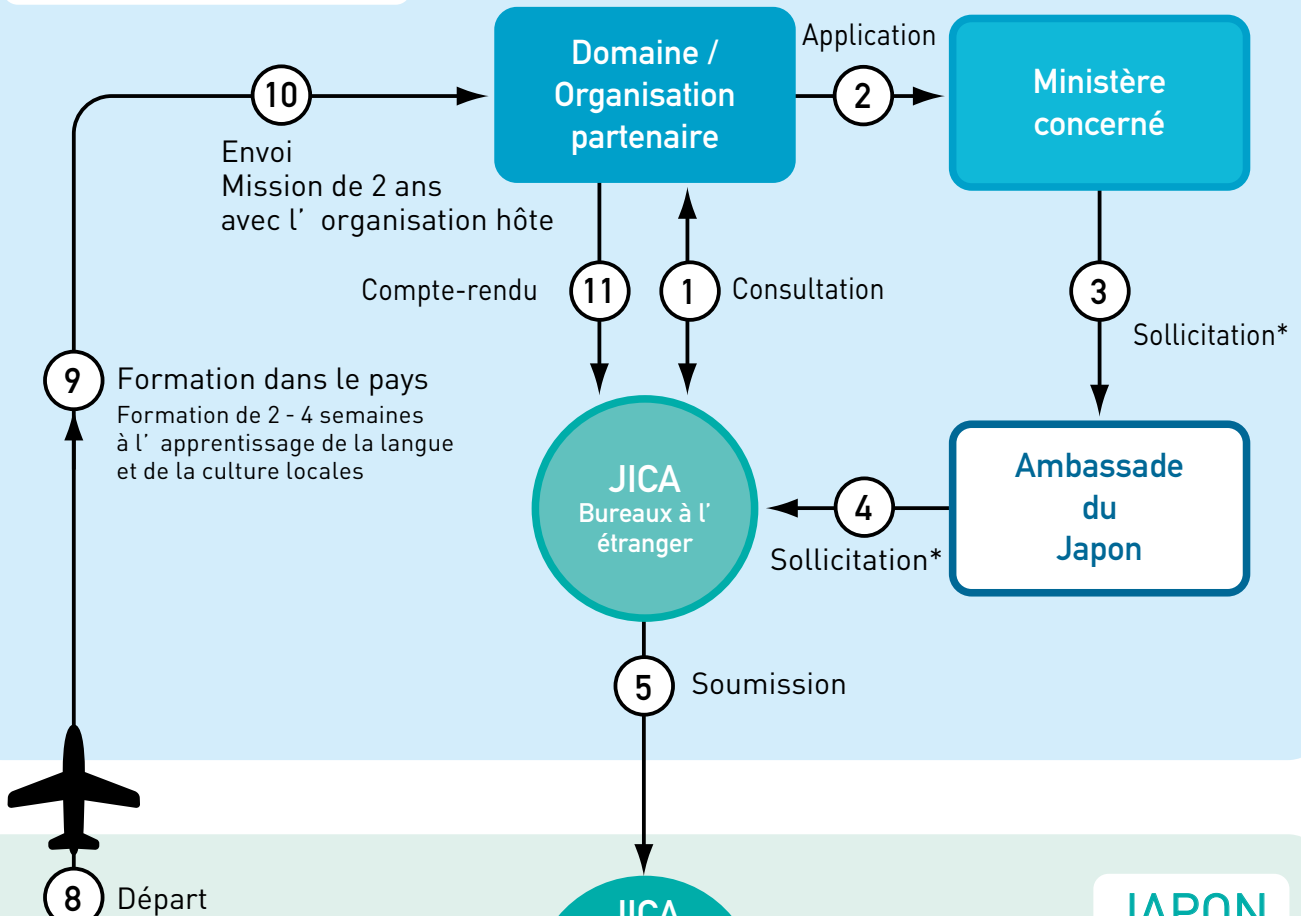 Domaine /
Organisation
partenaire
Application
2
Ministère
concerné
10
Envoi
Mission de 2 ans
avec l’ organisation hôte
Compte-rendu
11
1
Consultation
3
Sollicitation*
9
Formation dans le pays
Formation de 2 - 4 semaines
à l’ apprentissage de la langue
et de la culture locales
JICA
Bureaux à l’
étranger
4
Sollicitation*
Ambassade
du
Japon
5
Soumission
8
Départ
JICA
JAPON